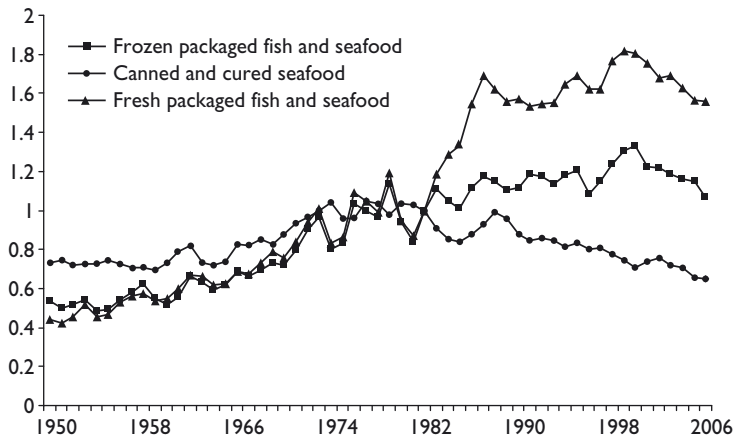 2
1.8
1.6
1.4
1.2
1
0.8
0.6
0.4
0.2
0
Frozen packaged fish and seafood
Canned and cured seafood
Fresh packaged fish and seafood
1950 1958 1966 1974 1982 1990 1998 2006